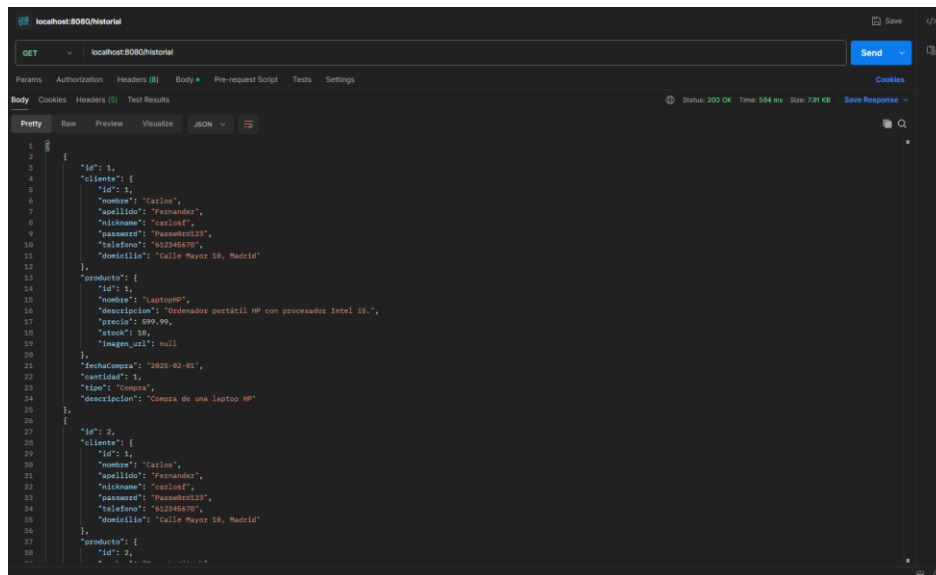 localhost:8080/historial
Save
GET localhost:8080/historial Send
Params Authorization Headers (8) Body Pre-request Script Tests Settings Cookies
Body Cookies Headers (5) Test Results Status: 200 OK Time: 594 ms Size: 7.91 KB Save Response
Pretty Raw Preview Visualize JSON
1 [
2 {
3 "id": 1,
4 "cliente": {
5 "id": 1,
6 "nombre": "Carlos",
7 "apellido": "Fernandez",
8 "nickname": "carlosf",
9 "password": "Passw0rd123",
10 "telefono": "612345678",
11 "domicilio": "Calle Mayor 10, Madrid"
12 },
13 "producto": {
14 "id": 1,
15 "nombre": "LaptopHP",
16 "descripcion": "Ordenador portátil HP con procesador Intel i5.",
17 "precio": 599.99,
18 "stock": 10,
19 "imagen_url": null
20 },
21 "fechaCompra": "2025-02-01",
22 "cantidad": 1,
23 "tipo": "Compra",
24 "descripcion": "Compra de una laptop HP"
25 },
26 {
27 "id": 2,
28 "cliente": {
29 "id": 1,
30 "nombre": "Carlos",
31 "apellido": "Fernandez",
32 "nickname": "carlosf",
33 "password": "Passw0rd123",
34 "telefono": "612345678",
35 "domicilio": "Calle Mayor 10, Madrid"
36 },
37 "producto": {
38 "id": 2,